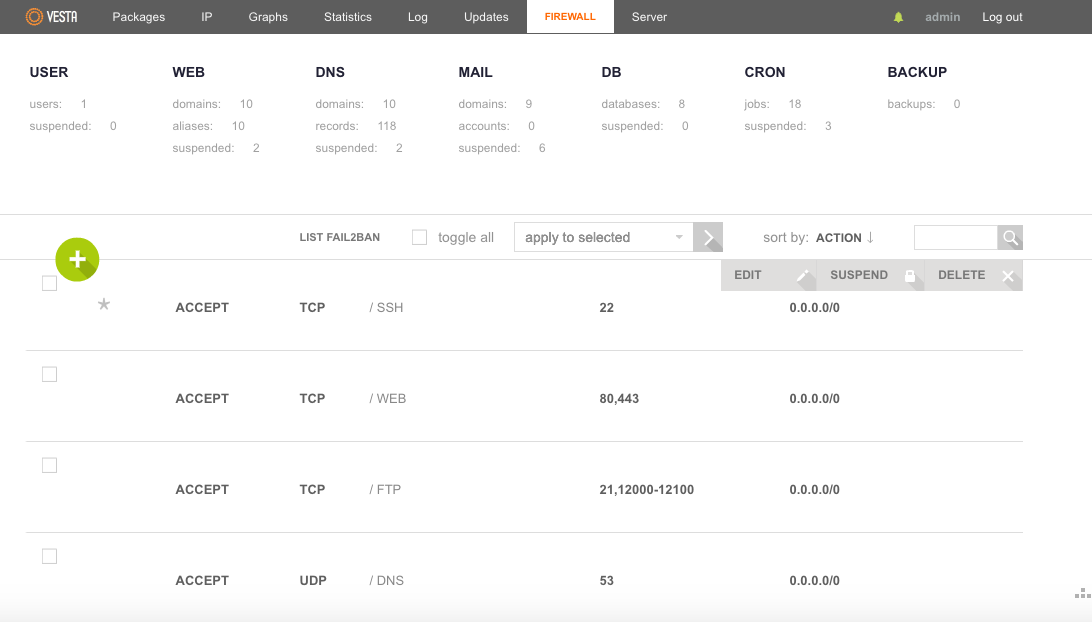 VESTA Packages IP Graphs Statistics Log Updates FIREWALL Server admin Log out
USER WEB DNS MAIL DB CRON BACKUP
users: 1 domains: 10 domains: 10 domains: 9 databases: 8 jobs: 18 backups: 0
suspended: 0 aliases: 10 records: 118 accounts: 0 suspended: 0 suspended: 3
suspended: 2 suspended: 2 suspended: 6
LIST FAIL2BAN toggle all apply to selected sort by: ACTION ↓
EDIT SUSPEND DELETE
ACCEPT TCP / SSH 22 0.0.0.0/0
ACCEPT TCP / WEB 80,443 0.0.0.0/0
ACCEPT TCP / FTP 21,12000-12100 0.0.0.0/0
ACCEPT UDP / DNS 53 0.0.0.0/0